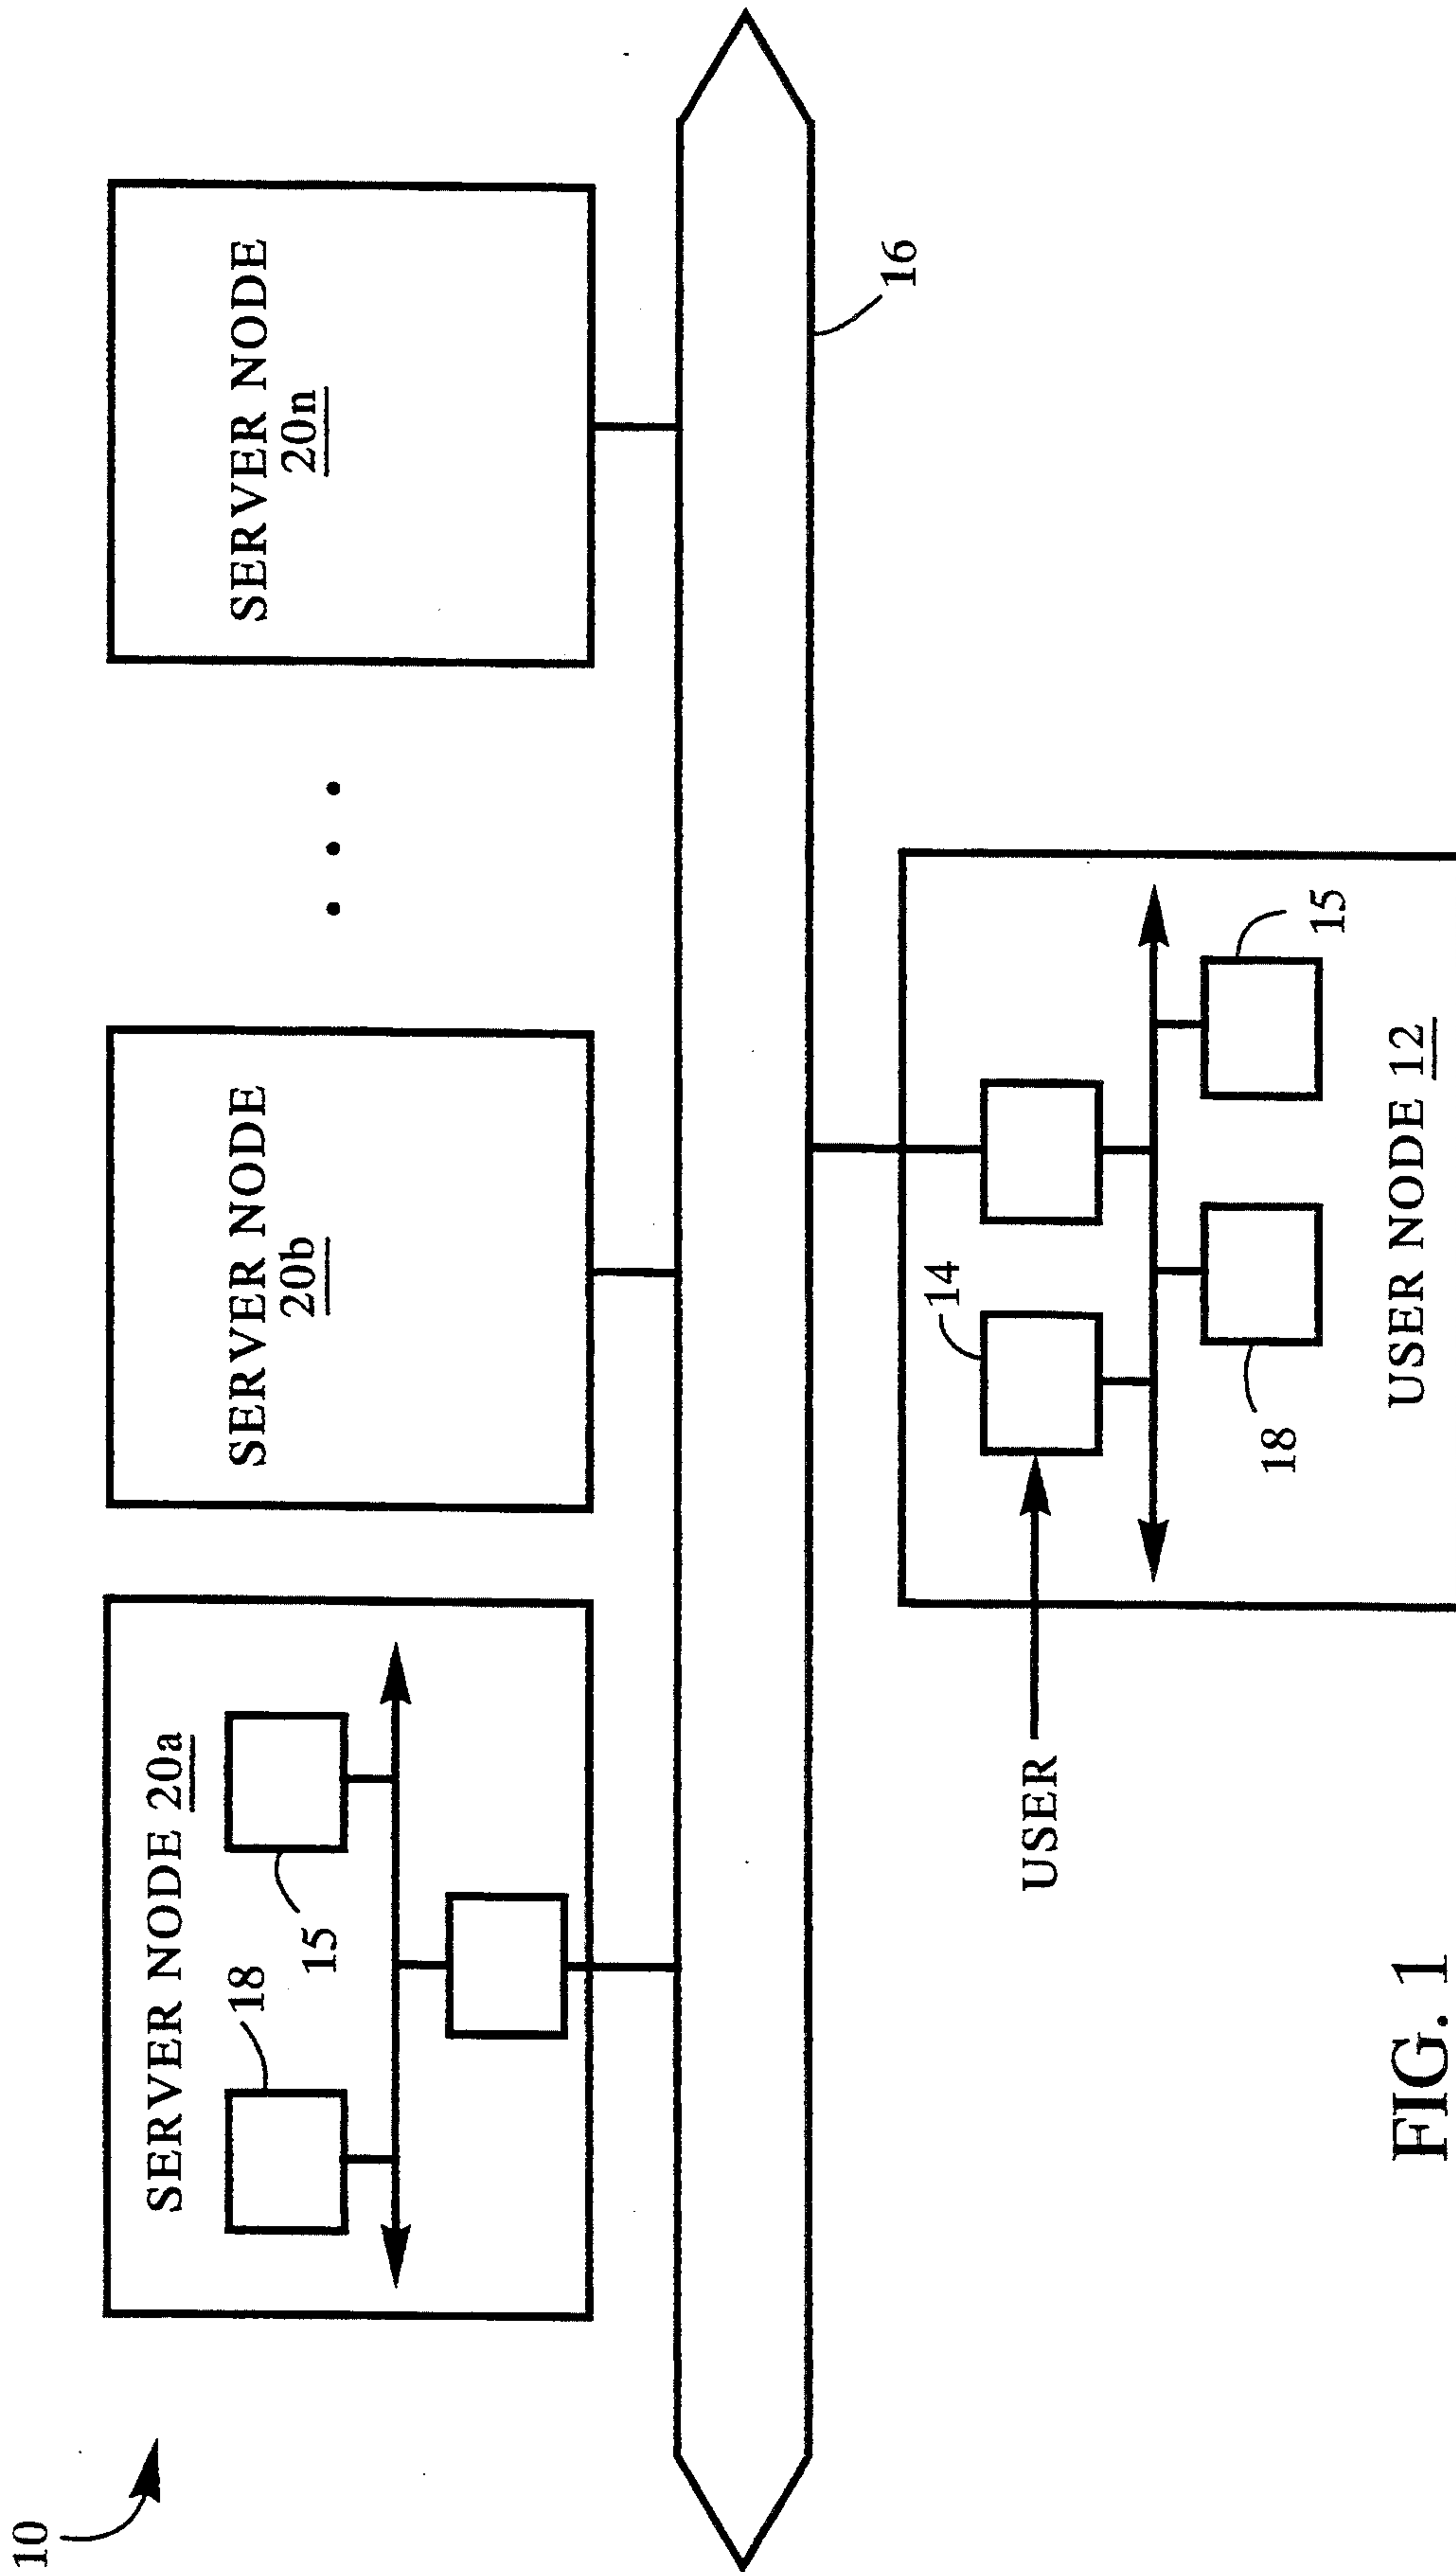 10
SERVER NODE 20a
18
15
SERVER NODE
20b
SERVER NODE
20n
16
USER
14
18
15
USER NODE 12
FIG. 1